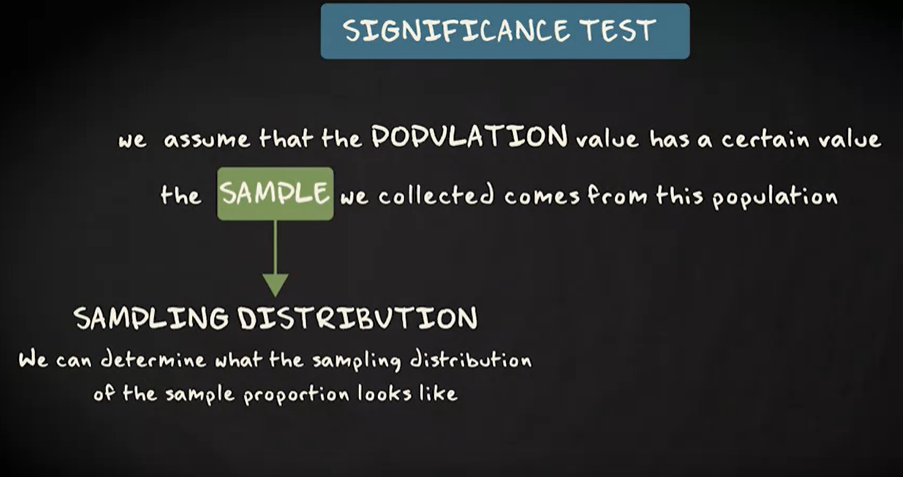 SIGNIFICANCE TEST
we assume that the POPULATION value has a certain value
the SAMPLE we collected comes from this population
SAMPLING DISTRIBUTION
We can determine what the sampling distribution
of the sample proportion looks like